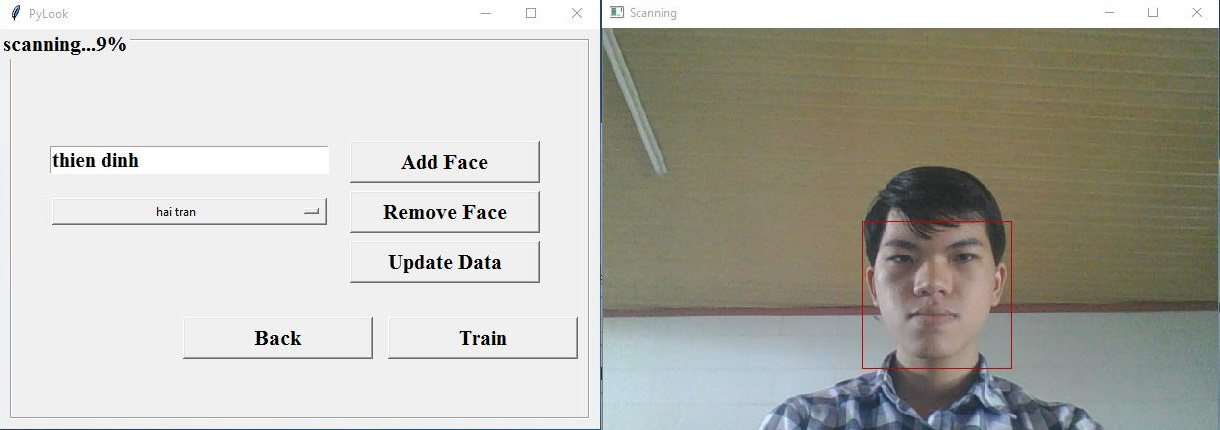 PyLook
scanning...9%
thien dinh
Add Face
hai tran
Remove Face
Update Data
Back
Train
Scanning